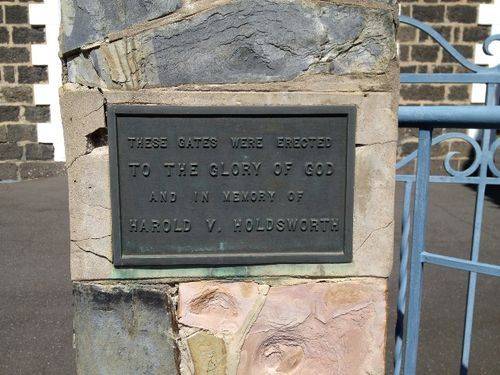 THESE GATES WERE ERECTED
TO THE GLORY OF GOD
AND IN MEMORY OF
HAROLD V. HOLDSWORTH